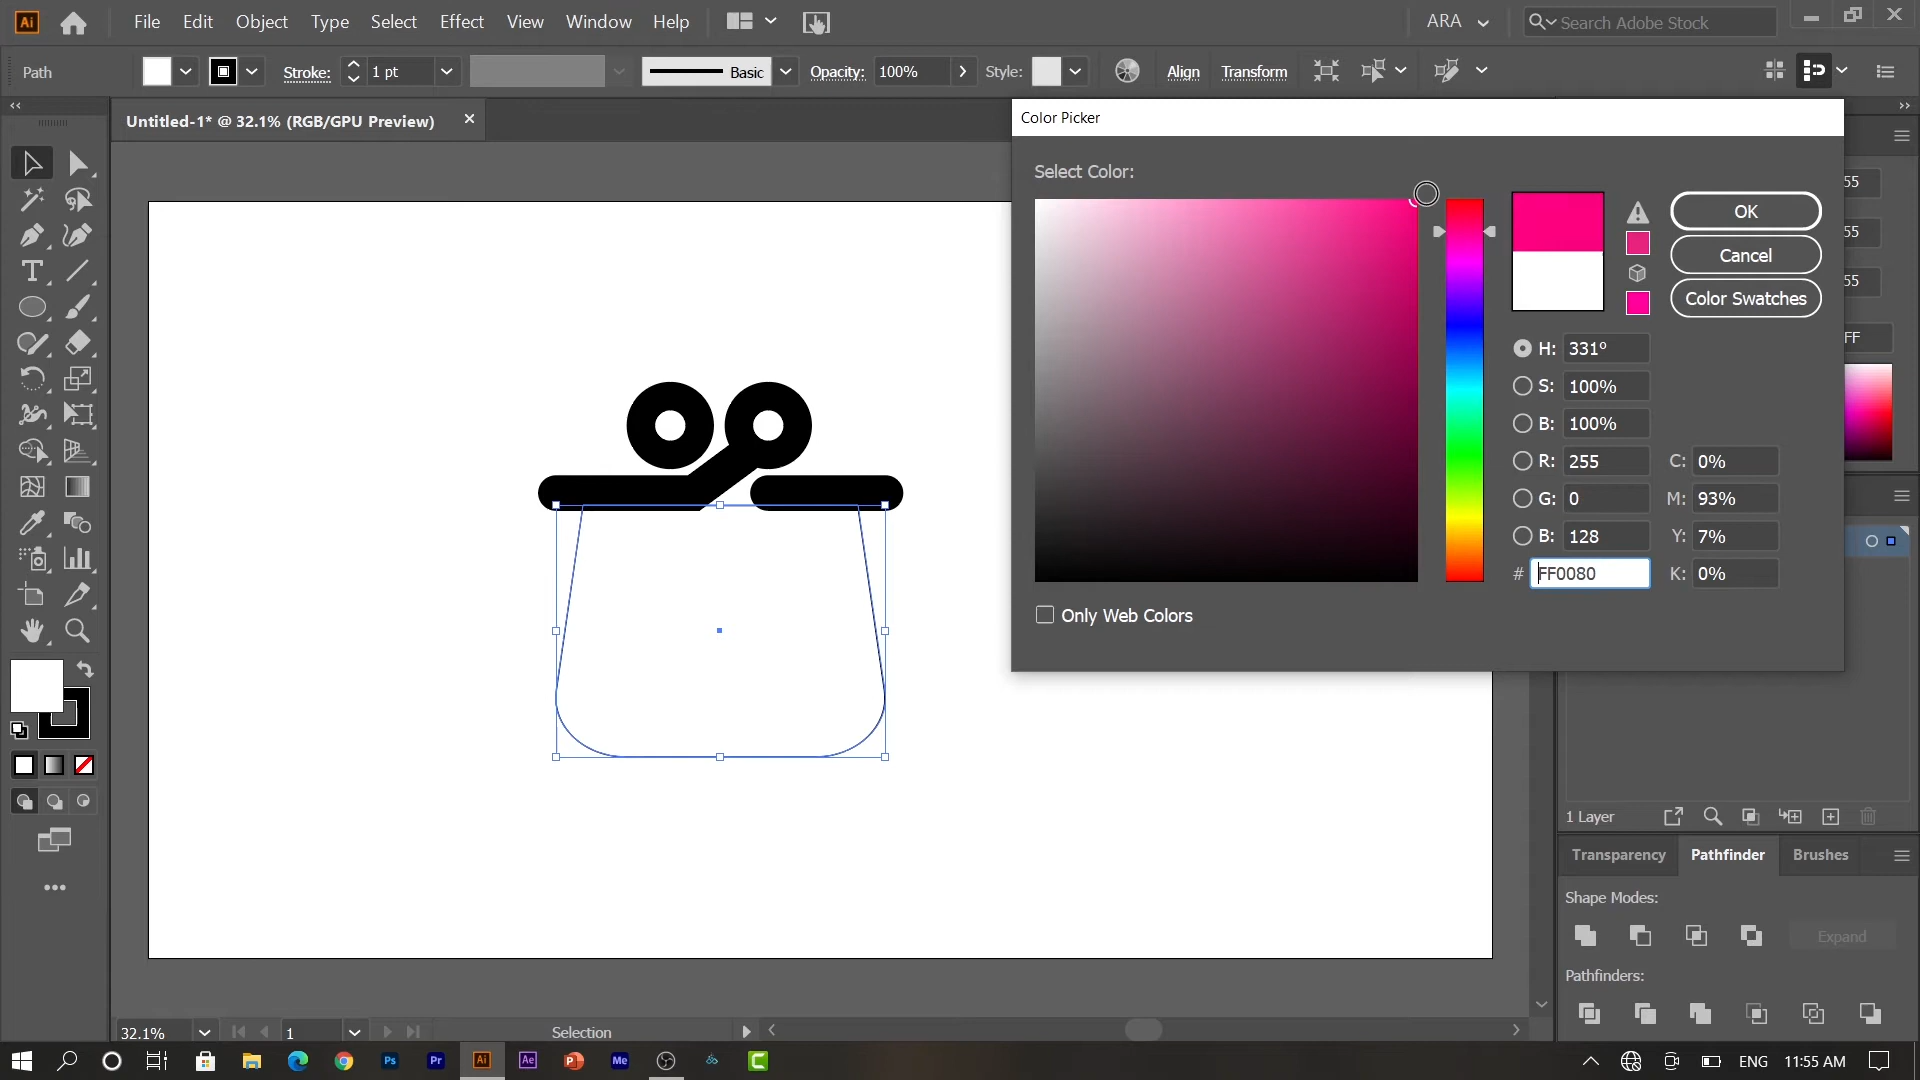 Ai File Edit Object Type Select Effect View Window Help ARA Search Adobe Stock
Path Stroke: 1 pt Basic Opacity: 100% Style: Align Transform
Untitled-1* @ 32.1% (RGB/GPU Preview)
Color Picker
Select Color:
OK
Cancel
Color Swatches
H: 331°
S: 100%
B: 100%
R: 255 C: 0%
G: 0 M: 93%
B: 128 Y: 7%
# FF0080 K: 0%
Only Web Colors
55
55
55
FF
1 Layer
Transparency Pathfinder Brushes
Shape Modes:
Expand
Pathfinders:
32.1% 1 Selection
Ps Pr Ai Ae P Me C ENG 11:55 AM